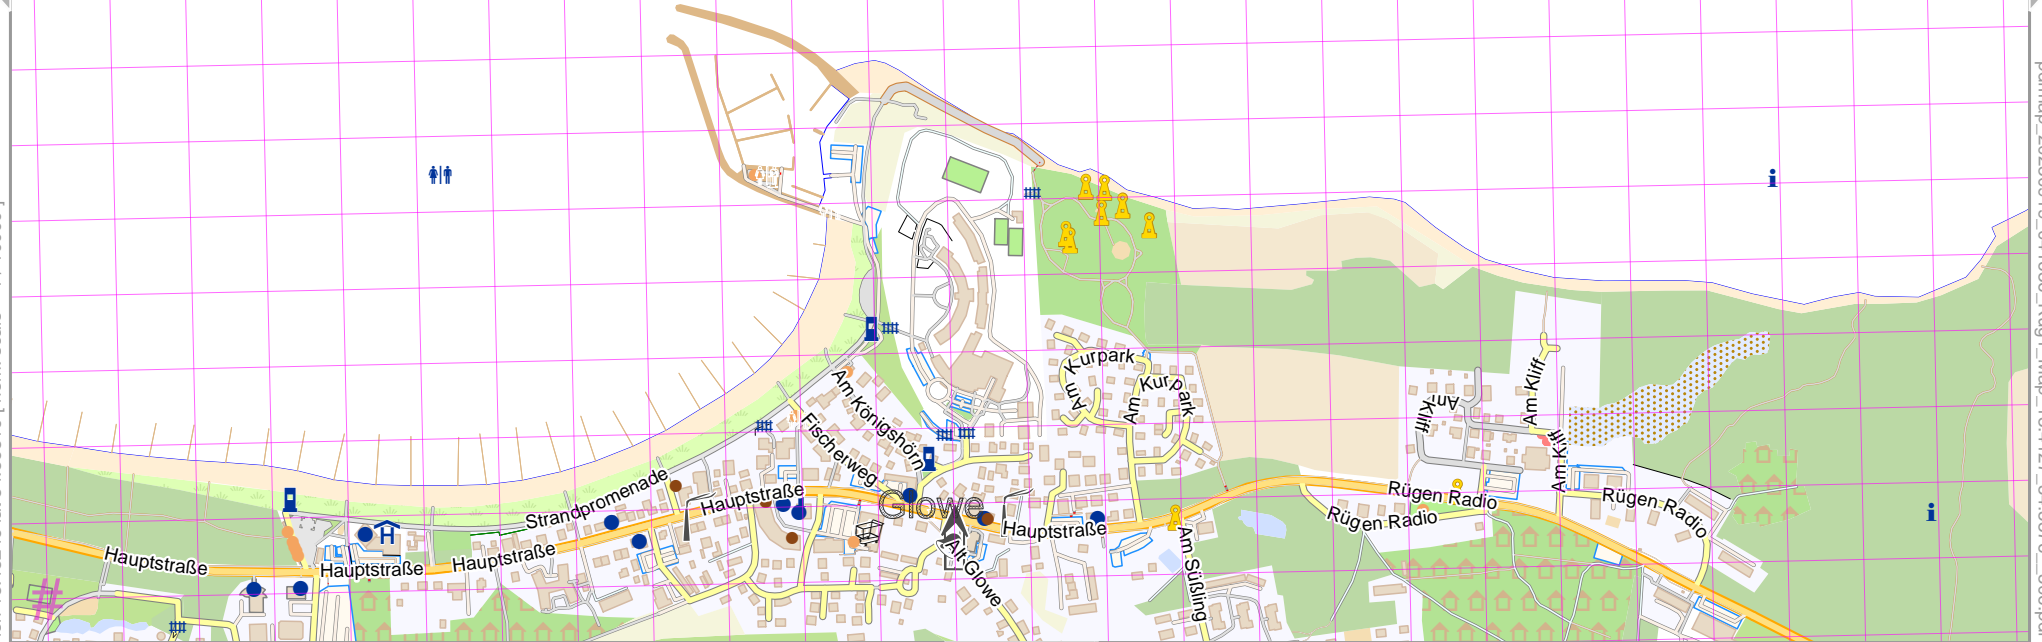 Am Kurpark
Am Kurpark
Am Kliff
Am Kliff
Am Kliff
Am Königshörn
Fischerweg
Strandpromenade
Hauptstraße
Glowe
Hauptstraße
Rügen Radio
Rügen Radio
Rügen Radio
Hauptstraße
Hauptstraße
Hauptstraße
Alt Glowe
Am Süßling
H
#